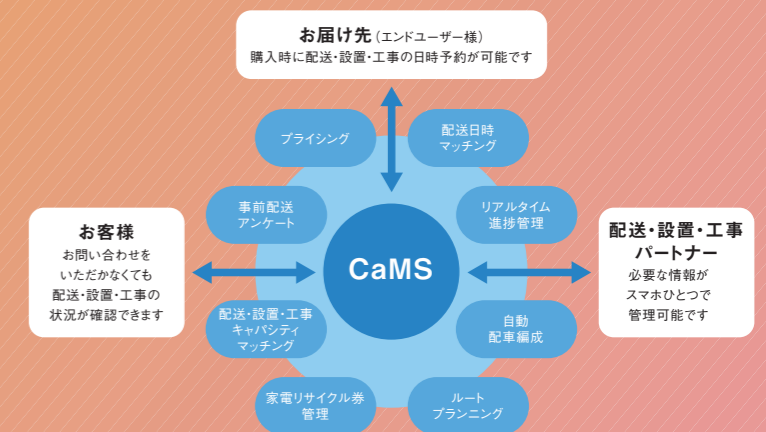 お届け先(エンドユーザー様)
購入時に配送・設置・工事の日時予約が可能です
プライシング
配送日時
マッチング
事前配送
アンケート
リアルタイム
進捗管理
お客様
お問い合わせを
いただかなくても
配送・設置・工事の
状況が確認できます
CaMS
配送・設置・工事
パートナー
必要な情報が
スマホひとつで
管理可能です
配送・設置・工事
キャパシティ
マッチング
自動
配車編成
家電リサイクル券
管理
ルート
プランニング